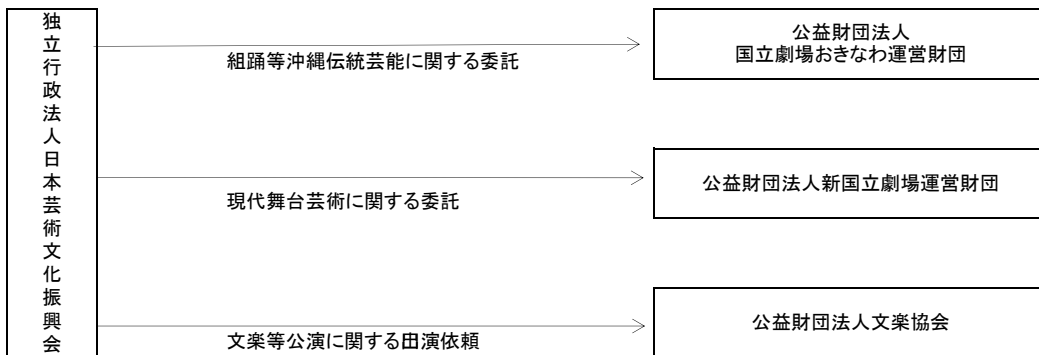 独立行政法人日本芸術文化振興会
組踊等沖縄伝統芸能に関する委託
公益財団法人
国立劇場おきなわ運営財団
現代舞台芸術に関する委託
公益財団法人新国立劇場運営財団
文楽等公演に関する出演依頼
公益財団法人文楽協会